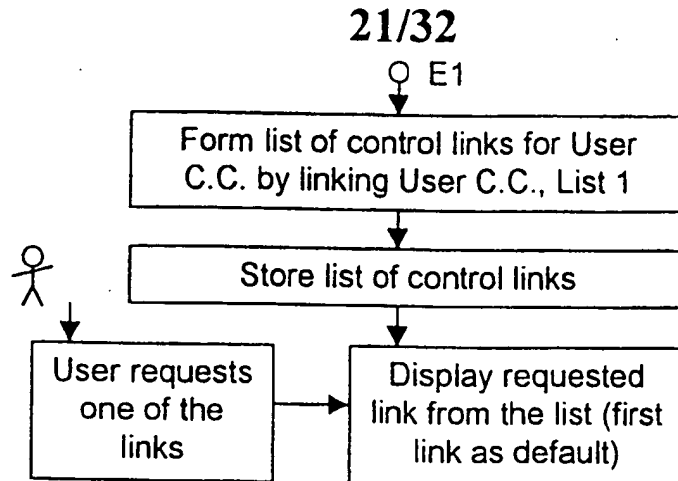 21/32
E1
Form list of control links for User
C.C. by linking User C.C., List 1
Store list of control links
User requests
one of the
links
Display requested
link from the list (first
link as default)